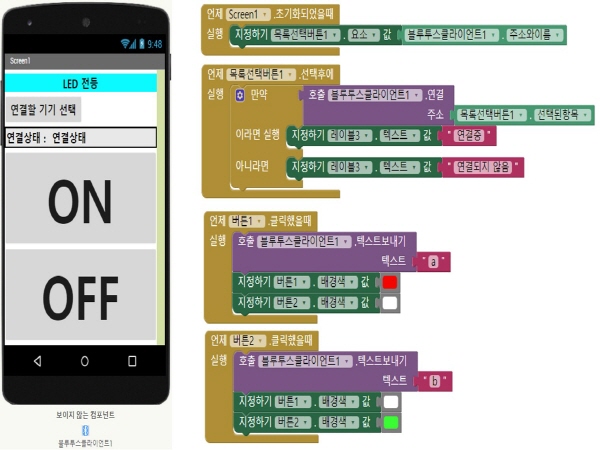 9:48
Screen1
LED 전등
연결할 기기 선택
연결상태 : 연결상태
ON
OFF
보이지 않는 컴포넌트
블루투스클라이언트1
언제 Screen1 .초기화되었을때
실행 지정하기 목록선택버튼1 . 요소 값 블루투스클라이언트1 . 주소와이름
언제 목록선택버튼1 .선택후에
실행 만약 호출 블루투스클라이언트1 .연결
주소 목록선택버튼1 . 선택된항목
이라면 실행 지정하기 레이블3 . 텍스트 값 " 연결중 "
아니라면 지정하기 레이블3 . 텍스트 값 " 연결되지 않음 "
언제 버튼1 .클릭했을때
실행 호출 블루투스클라이언트1 .텍스트보내기
텍스트 " a "
지정하기 버튼1 . 배경색 값
지정하기 버튼2 . 배경색 값
언제 버튼2 .클릭했을때
실행 호출 블루투스클라이언트1 .텍스트보내기
텍스트 " b "
지정하기 버튼1 . 배경색 값
지정하기 버튼2 . 배경색 값